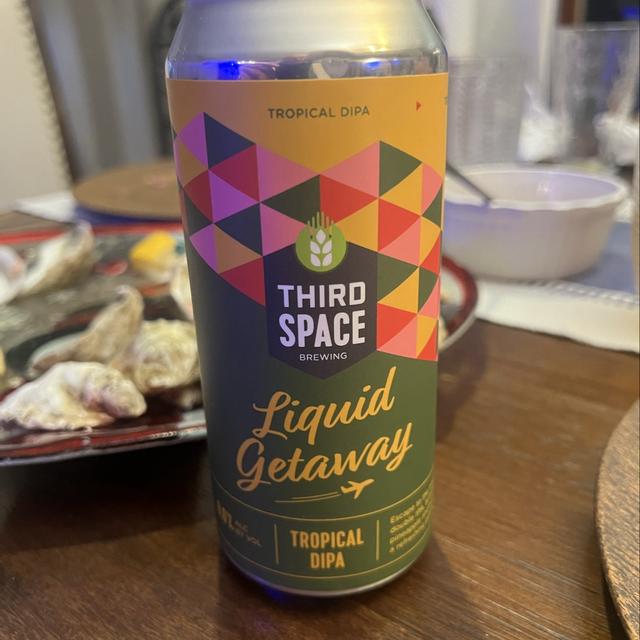 TROPICAL DIPA
THIRD
SPACE
BREWING
Liquid
Getaway
TROPICAL
DIPA